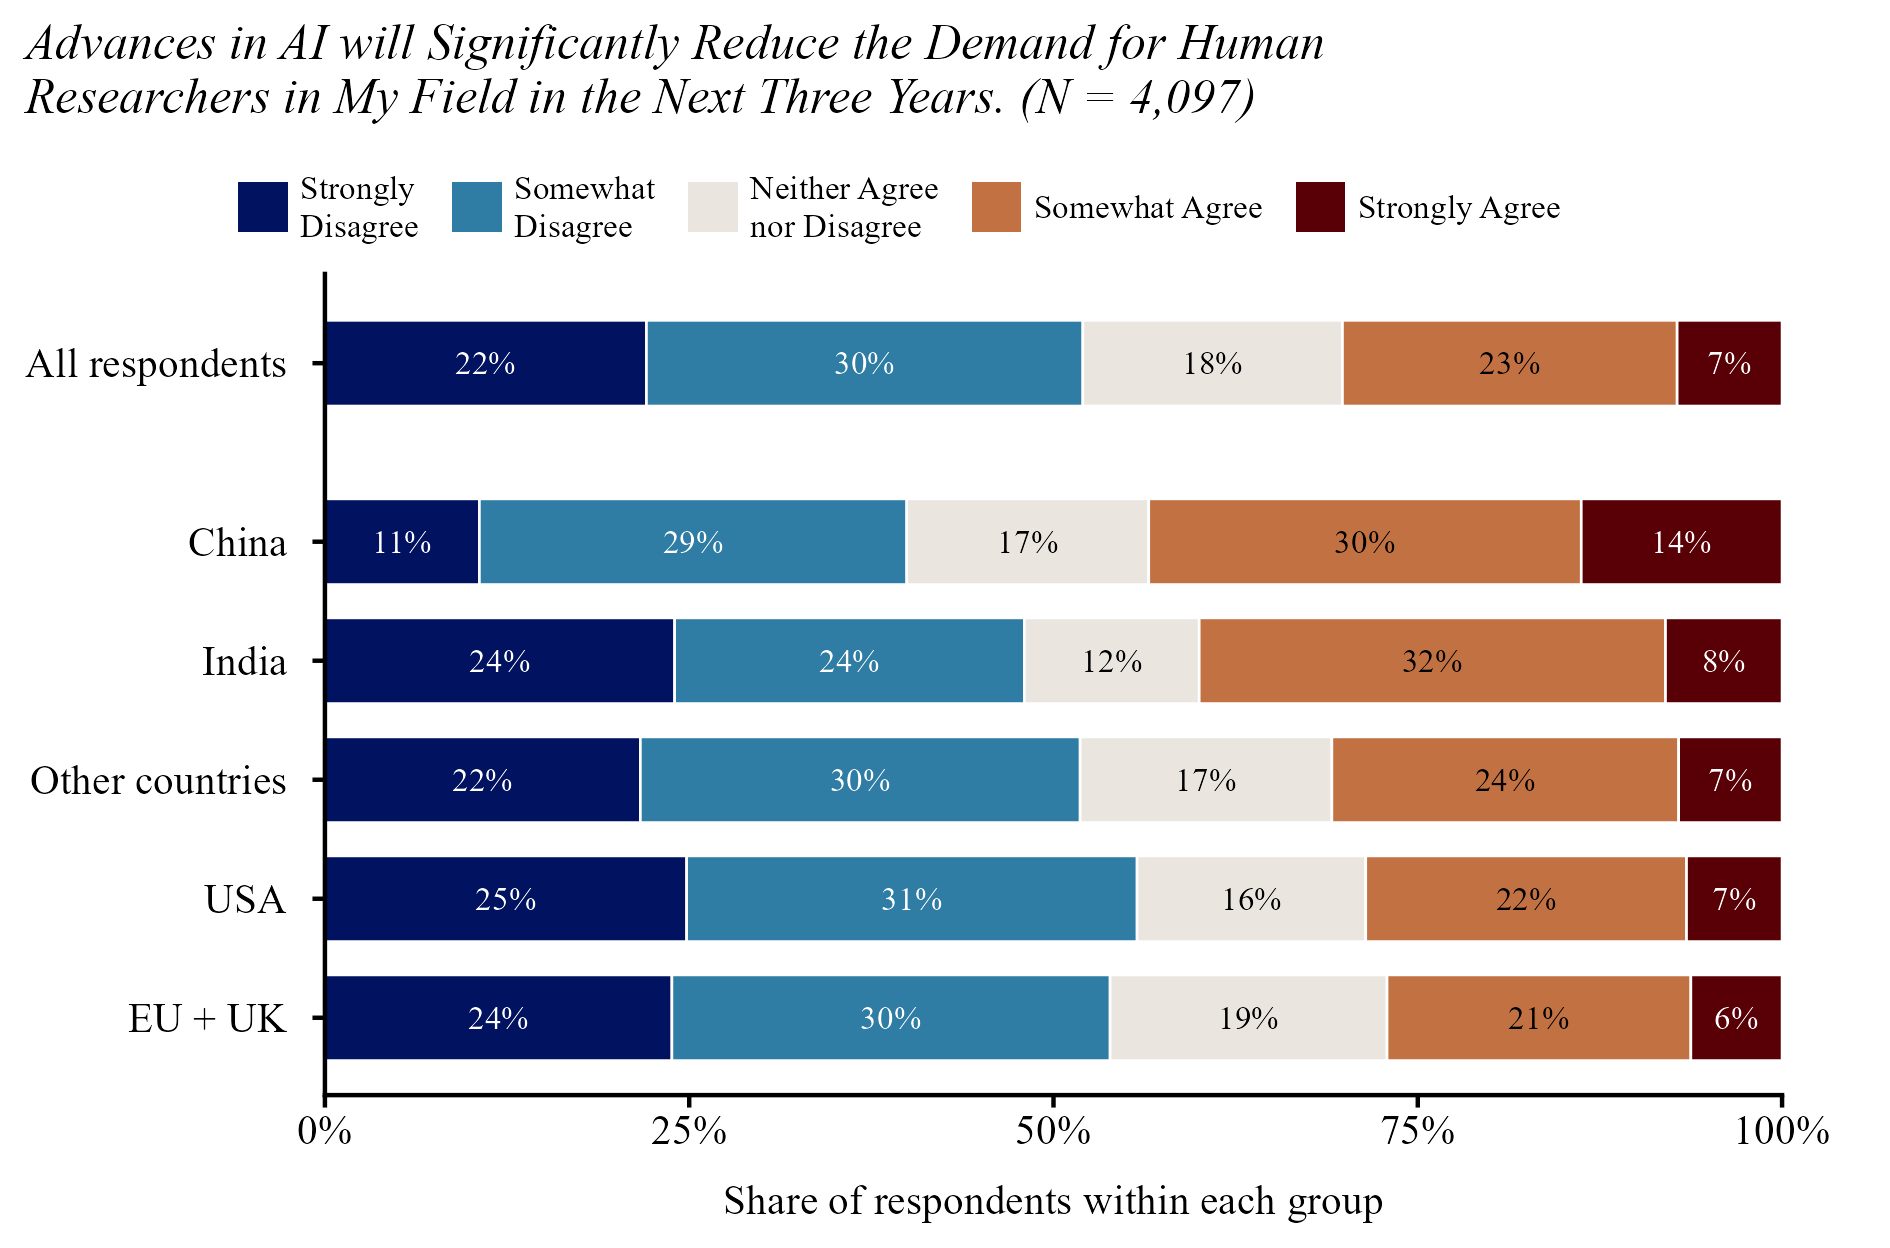 Advances in AI will Significantly Reduce the Demand for Human
Researchers in My Field in the Next Three Years. (N = 4,097)
Strongly
Disagree
Somewhat
Disagree
Neither Agree
nor Disagree
Somewhat Agree
Strongly Agree
All respondents
22% 30% 18% 23% 7%
China
11% 29% 17% 30% 14%
India
24% 24% 12% 32% 8%
Other countries
22% 30% 17% 24% 7%
USA
25% 31% 16% 22% 7%
EU + UK
24% 30% 19% 21% 6%
0% 25% 50% 75% 100%
Share of respondents within each group